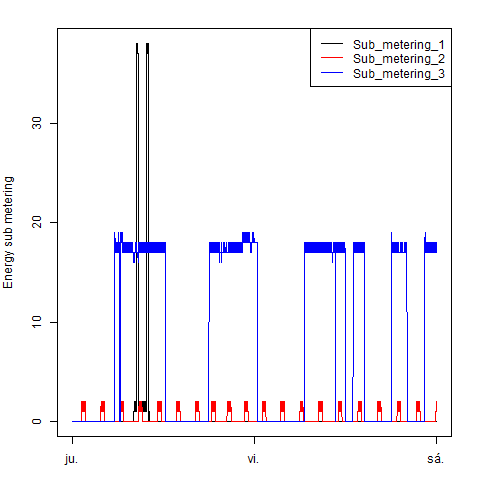 Sub_metering_1
Sub_metering_2
Sub_metering_3
Energy sub metering
30
20
10
0
ju.
vi.
sá.